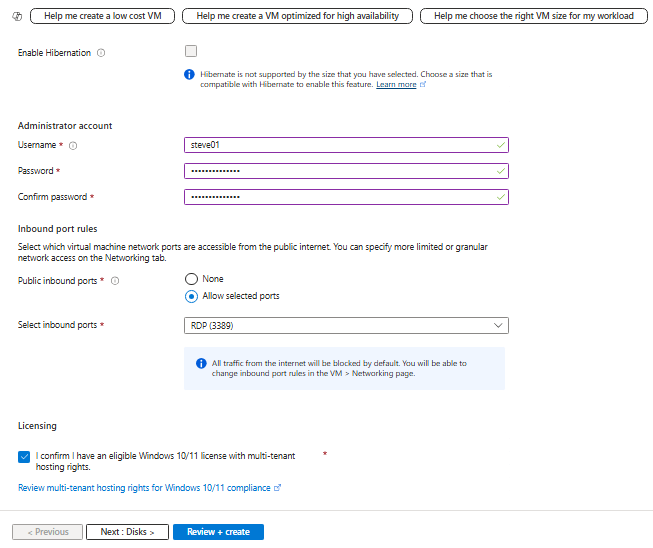 Help me create a low cost VM
Help me create a VM optimized for high availability
Help me choose the right VM size for my workload
Enable Hibernation
Hibernate is not supported by the size that you have selected. Choose a size that is
compatible with Hibernate to enable this feature. Learn more
Administrator account
Username *
steve01
Password *
••••••••••••••
Confirm password *
••••••••••••••
Inbound port rules
Select which virtual machine network ports are accessible from the public internet. You can specify more limited or granular
network access on the Networking tab.
Public inbound ports *
None
Allow selected ports
Select inbound ports *
RDP (3389)
All traffic from the internet will be blocked by default. You will be able to
change inbound port rules in the VM > Networking page.
Licensing
I confirm I have an eligible Windows 10/11 license with multi-tenant
hosting rights. *
Review multi-tenant hosting rights for Windows 10/11 compliance
< Previous
Next : Disks >
Review + create